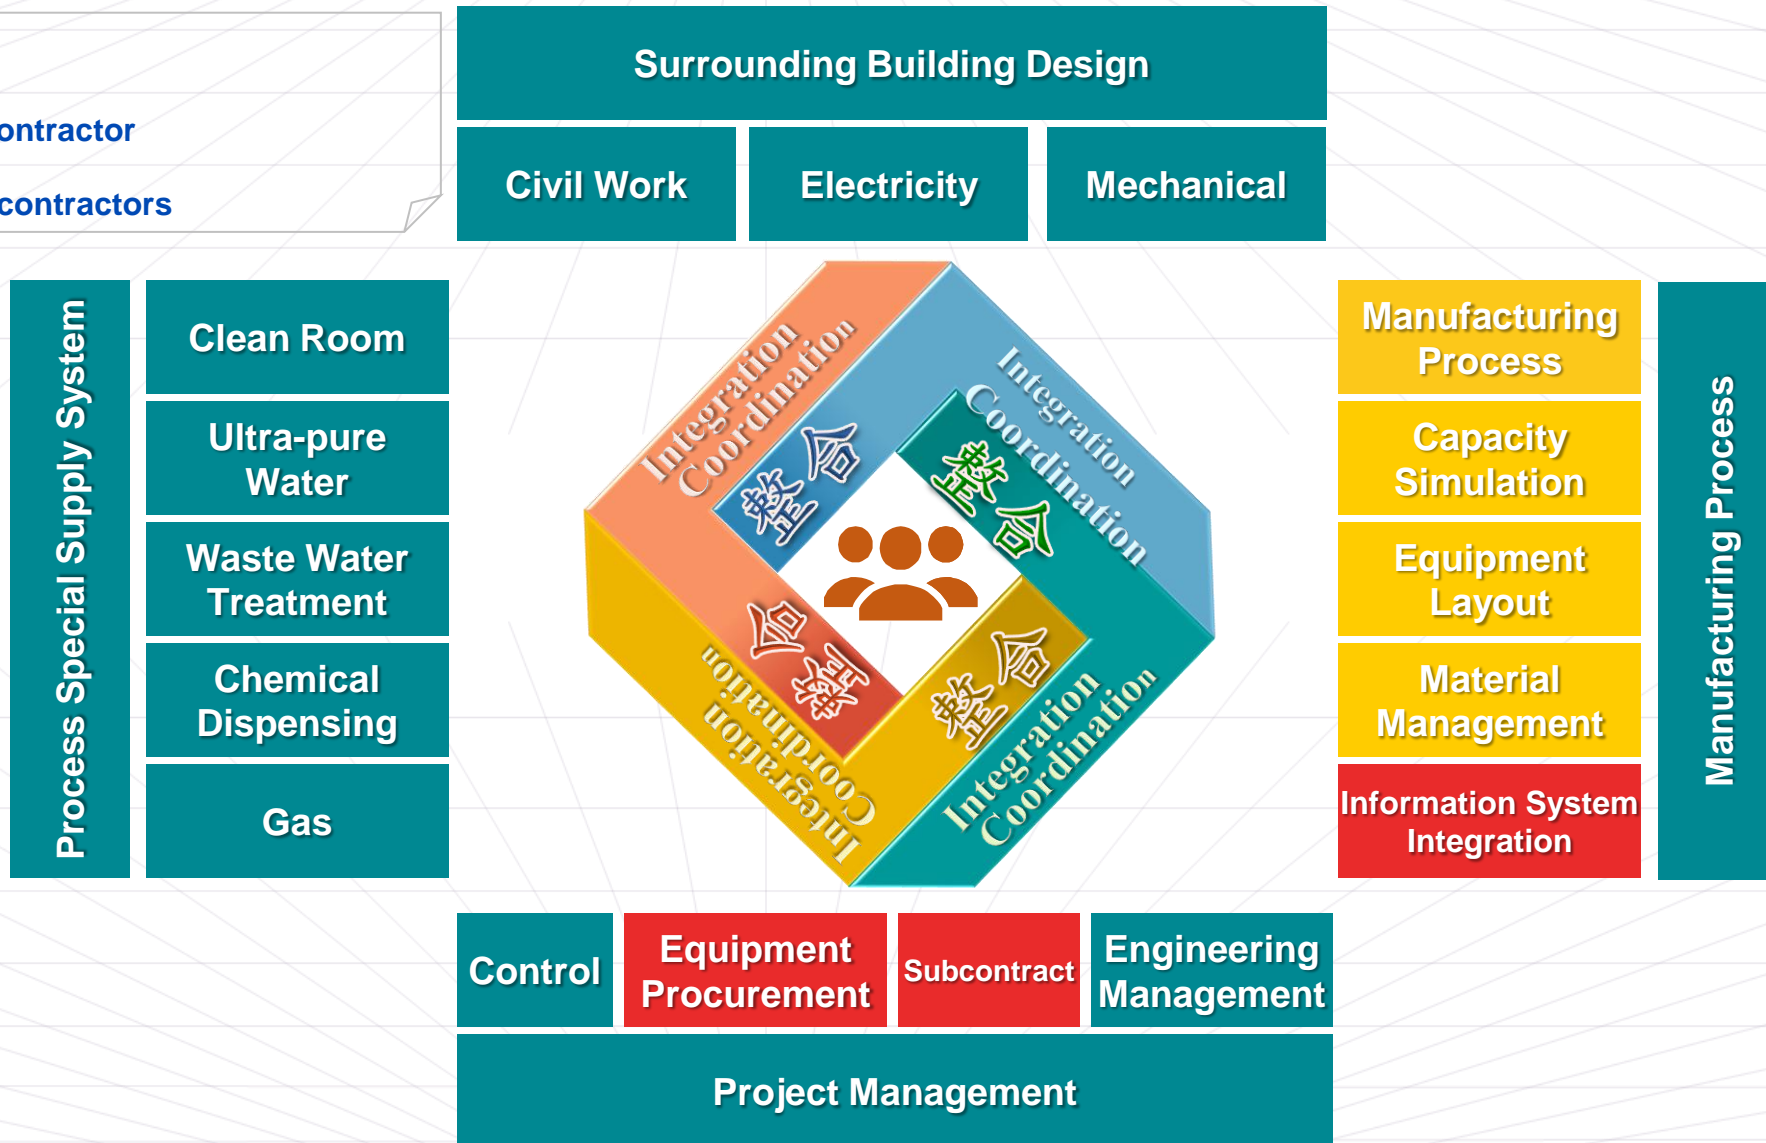 Surrounding Building Design
ontractor
contractors
Civil Work
Electricity
Mechanical
Process Special Supply System
Clean Room
Ultra-pure
Water
Waste Water
Treatment
Chemical
Dispensing
Gas
Integration
Coordination
整合
Integration
Coordination
整合
Integration
Coordination
整合
Integration
Coordination
整合
Manufacturing
Process
Capacity
Simulation
Equipment
Layout
Material
Management
Information System
Integration
Manufacturing Process
Control
Equipment
Procurement
Subcontract
Engineering
Management
Project Management